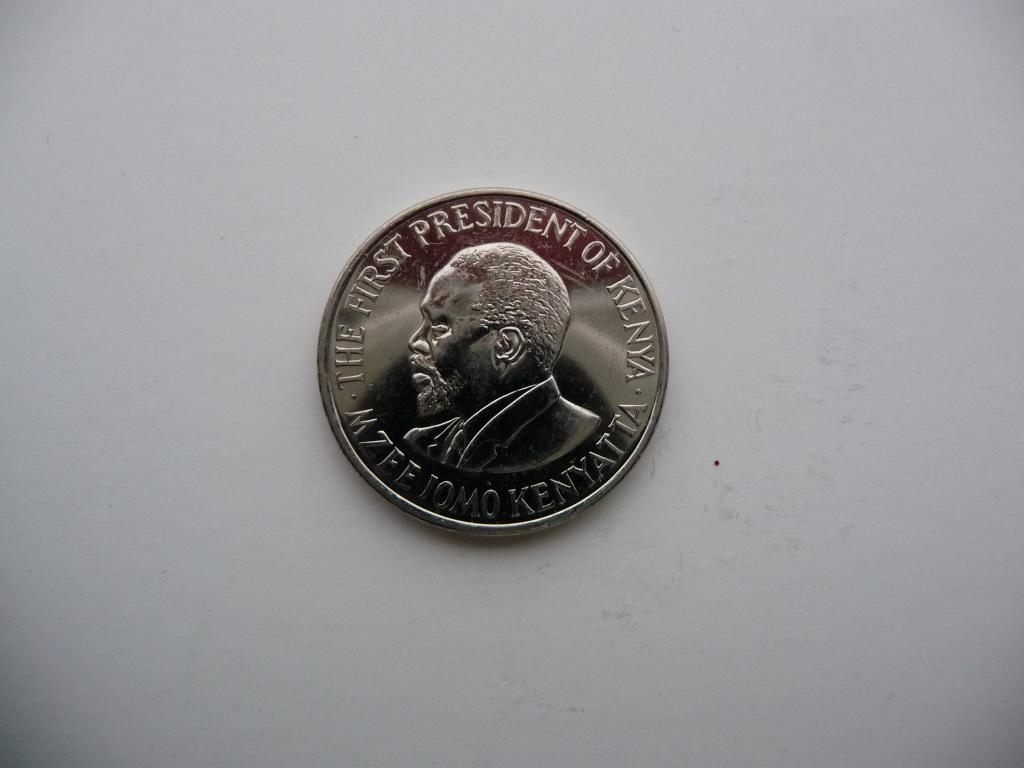 THE FIRST PRESIDENT OF KENYA
MZEE JOMO KENYATTA